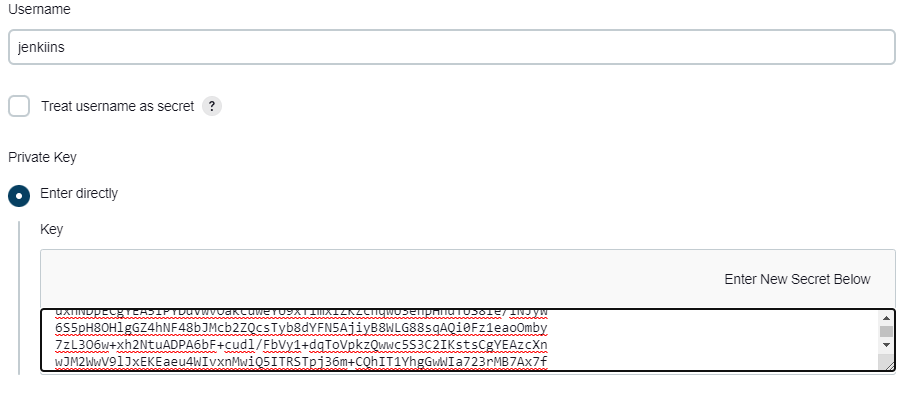 Username
jenkiins
Treat username as secret ?
Private Key
Enter directly
Key
Enter New Secret Below
6S5pH8OHlgGZ4hNF48bJMcb2ZQcsTyb8dYFN5AjiyB8WLG88sqAQi0Fz1eaoOmby
7zL3O6w+xh2NtuADPA6bF+cudl/FbVy1+dqToVpkzQwwc5S3C2IKstsCgYEAzcXn
wJM2WwV9lJxEKEaeu4WIvxnMwiQ5ITRSTpj36m+CQhIT1YhgGwWIa723rMB7Ax7f